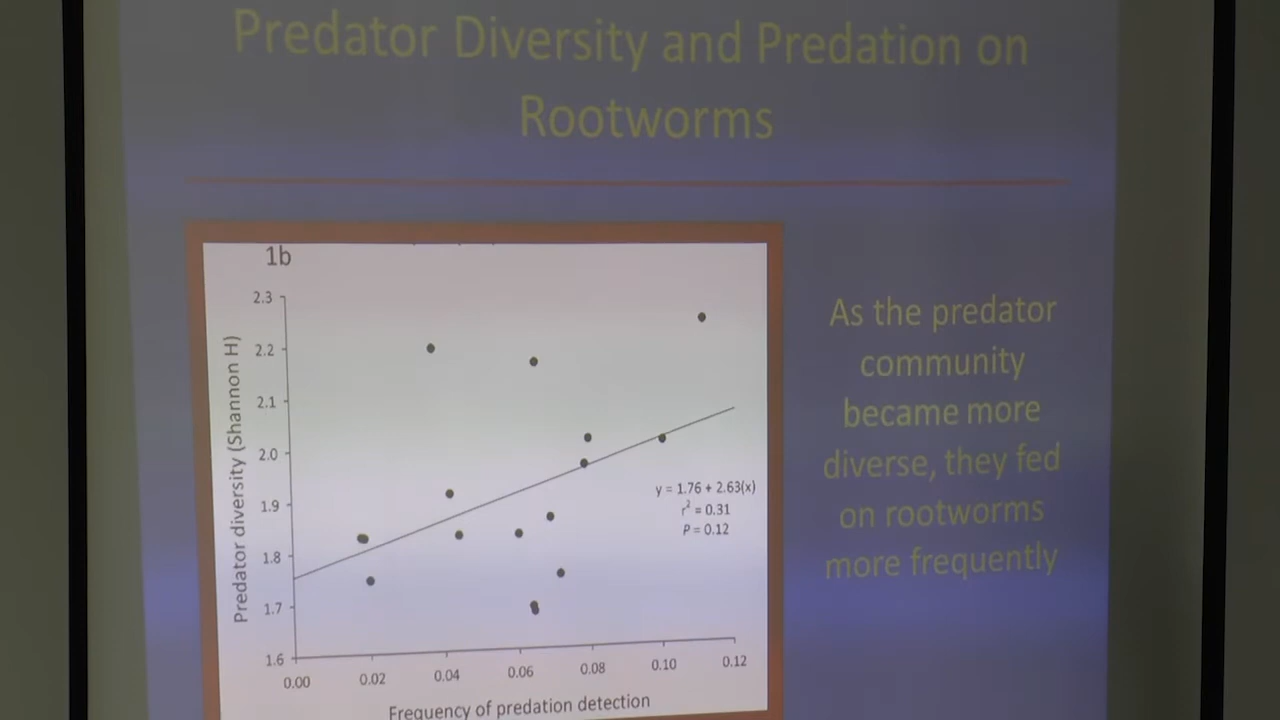 Predator Diversity and Predation on
Rootworms
1b
2.3
2.2
2.1
2.0
1.9
1.8
1.7
1.6
Predator diversity (Shannon H)
y = 1.76 + 2.63(x)
r² = 0.31
P = 0.12
0.00 0.02 0.04 0.06 0.08 0.10 0.12
Frequency of predation detection
As the predator
community
became more
diverse, they fed
on rootworms
more frequently